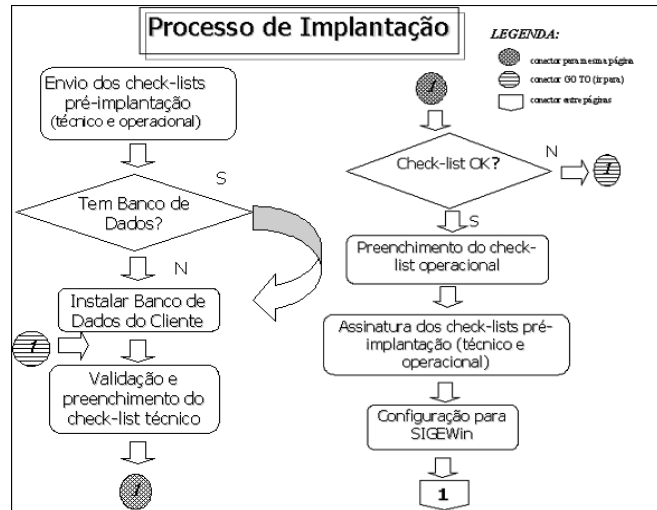 Processo de Implantação
LEGENDA:
conector para mesma página
conector GO TO (ir para)
conector entre páginas
Envio dos check-lists
pré-implantação
(técnico e operacional)
S
Tem Banco de
Dados?
N
Instalar Banco de
Dados do Cliente
1
Validação e
preenchimento do
check-list técnico
1
1
Check-list OK?
N
1
S
Preenchimento do check-
list operacional
Assinatura dos check-lists pré-
implantação (técnico e
operacional)
Configuração para
SIGEWin
1